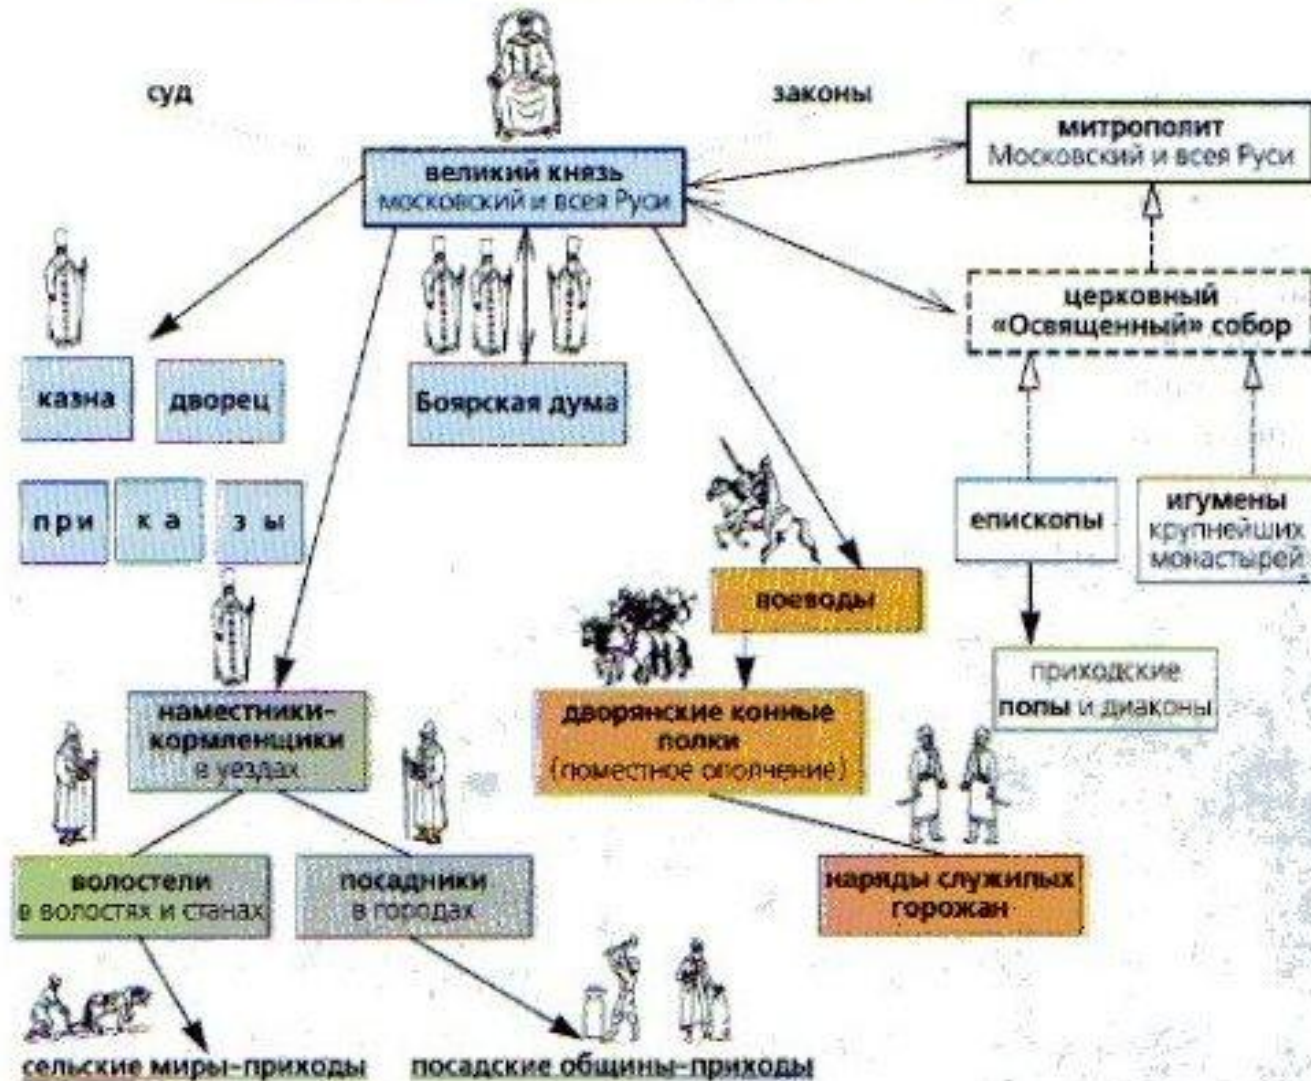 суд
законы
великий князь
московский и всея Руси
митрополит
Московский и всея Руси
церковный
«Освященный» собор
казна
дворец
Боярская дума
при ка зы
епископы
игумены
крупнейших
монастырей
воеводы
приходские
попы и диаконы
наместники-
кормленщики
в уездах
дворянские конные
полки
(поместное ополчение)
волостели
в волостях и станах
посадники
в городах
наряды служилых
горожан
сельские миры-приходы
посадские общины-приходы